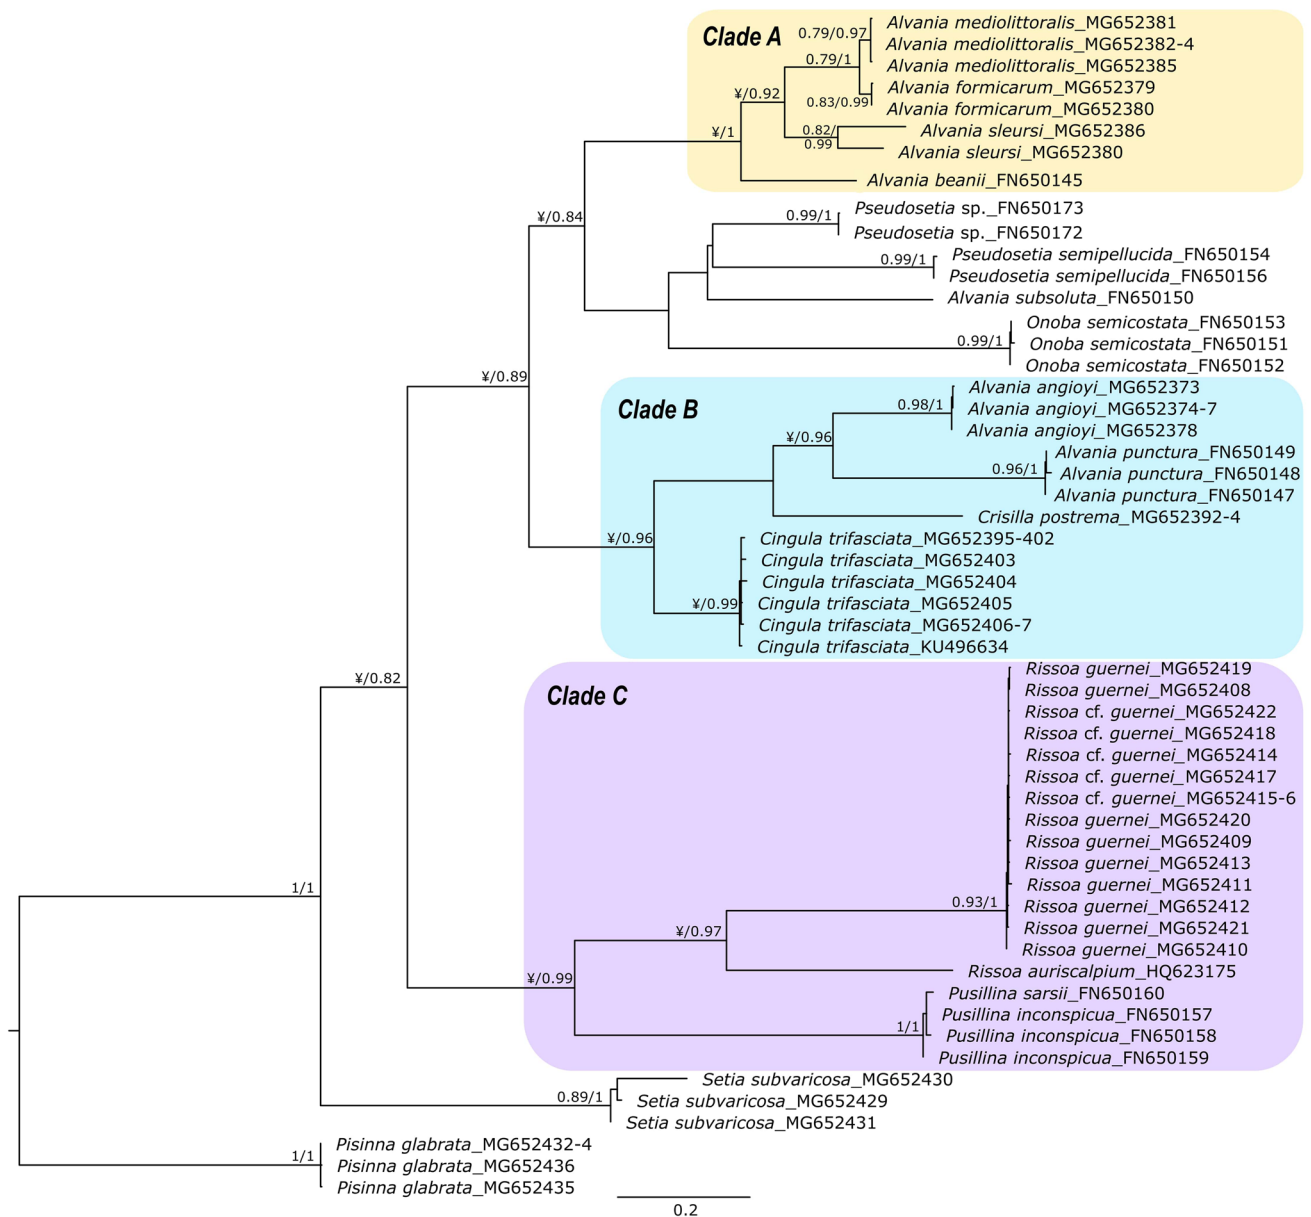 Clade A
0.79/0.97
Alvania mediolittoralis_MG652381
Alvania mediolittoralis_MG652382-4
0.79/1
Alvania mediolittoralis_MG652385
¥/0.92
Alvania formicarum_MG652379
0.83/0.99
Alvania formicarum_MG652380
¥/1
0.82/
0.99
Alvania sleursi_MG652386
Alvania sleursi_MG652380
Alvania beanii_FN650145
¥/0.84
0.99/1
Pseudosetia sp._FN650173
Pseudosetia sp._FN650172
0.99/1
Pseudosetia semipellucida_FN650154
Pseudosetia semipellucida_FN650156
Alvania subsoluta_FN650150
Onoba semicostata_FN650153
0.99/1
Onoba semicostata_FN650151
Onoba semicostata_FN650152
¥/0.89
Clade B
Alvania angioyi_MG652373
0.98/1
Alvania angioyi_MG652374-7
Alvania angioyi_MG652378
¥/0.96
Alvania punctura_FN650149
0.96/1
Alvania punctura_FN650148
Alvania punctura_FN650147
Crisilla postrema_MG652392-4
¥/0.96
Cingula trifasciata_MG652395-402
Cingula trifasciata_MG652403
Cingula trifasciata_MG652404
¥/0.99
Cingula trifasciata_MG652405
Cingula trifasciata_MG652406-7
Cingula trifasciata_KU496634
¥/0.82
Clade C
Rissoa guernei_MG652419
Rissoa guernei_MG652408
Rissoa cf. guernei_MG652422
Rissoa cf. guernei_MG652418
Rissoa cf. guernei_MG652414
Rissoa cf. guernei_MG652417
Rissoa cf. guernei_MG652415-6
Rissoa guernei_MG652420
Rissoa guernei_MG652409
Rissoa guernei_MG652413
Rissoa guernei_MG652411
1/1
0.93/1
Rissoa guernei_MG652412
Rissoa guernei_MG652421
¥/0.97
Rissoa guernei_MG652410
Rissoa auriscalpium_HQ623175
¥/0.99
Pusillina sarsii_FN650160
Pusillina inconspicua_FN650157
1/1
Pusillina inconspicua_FN650158
Pusillina inconspicua_FN650159
Setia subvaricosa_MG652430
0.89/1
Setia subvaricosa_MG652429
Setia subvaricosa_MG652431
Pisinna glabrata_MG652432-4
1/1
Pisinna glabrata_MG652436
Pisinna glabrata_MG652435
0.2